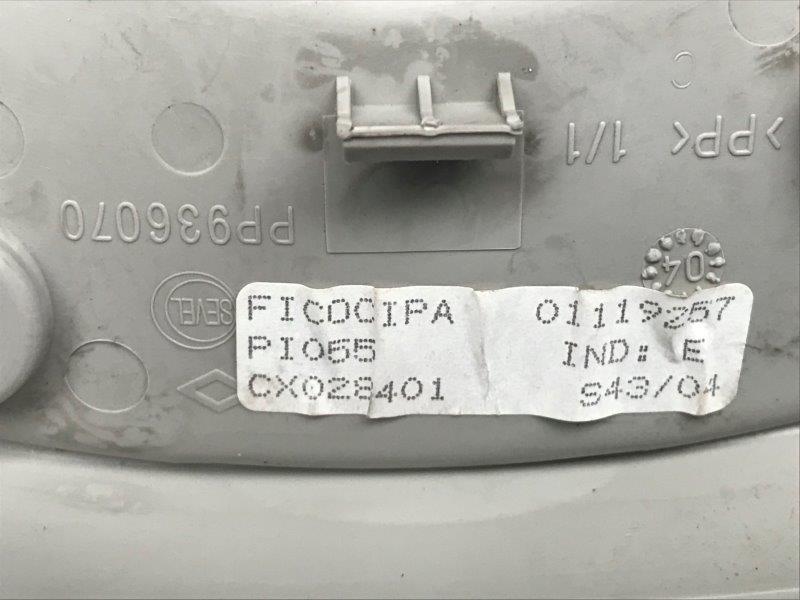 C
>PP< 1/1
PP936070
04
SEVEL
FICOCIPA 01119257
PI055 IND: E
CX028401 S43/04